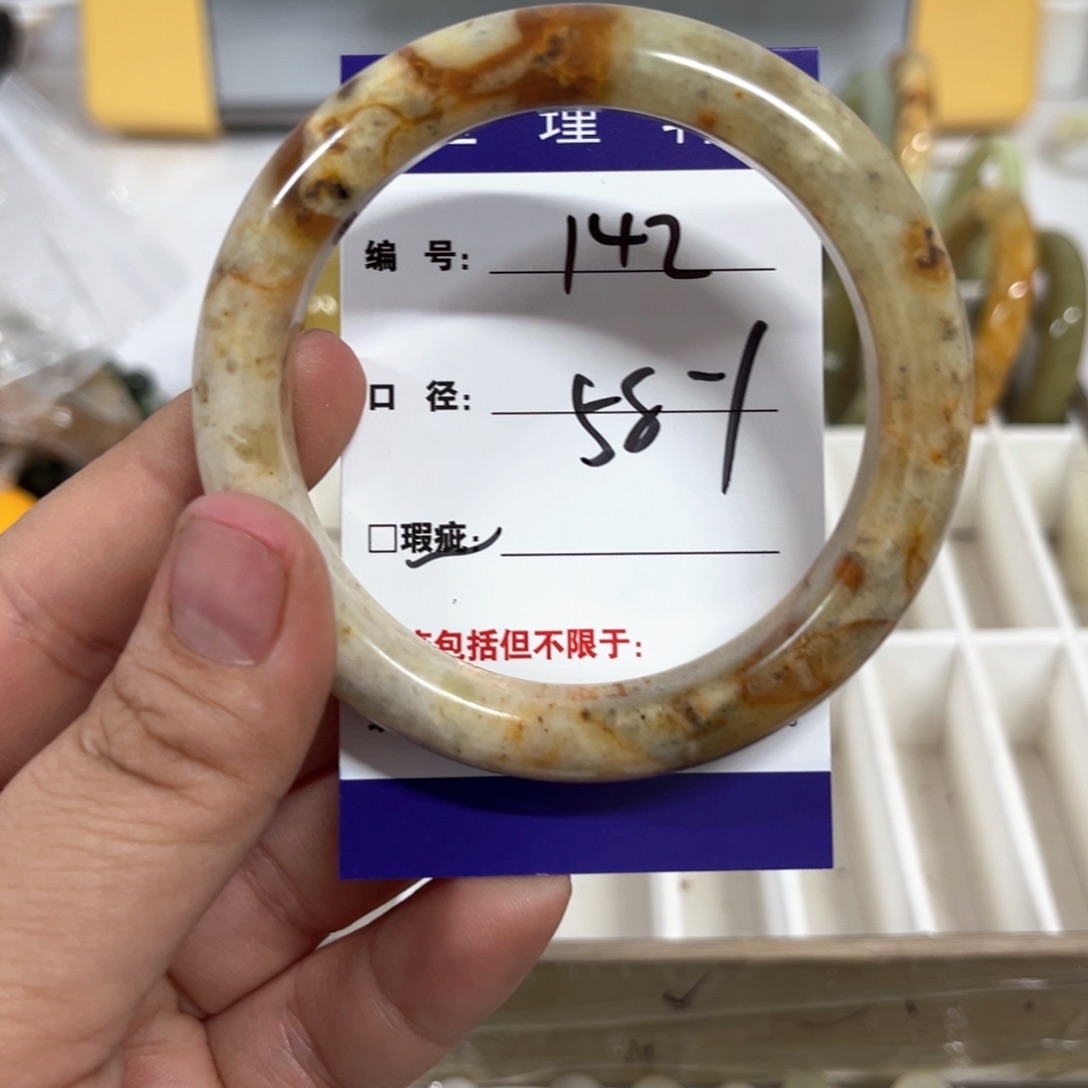 理
编 号: 142
口 径: 58-1
□瑕疵:
包括但不限于: